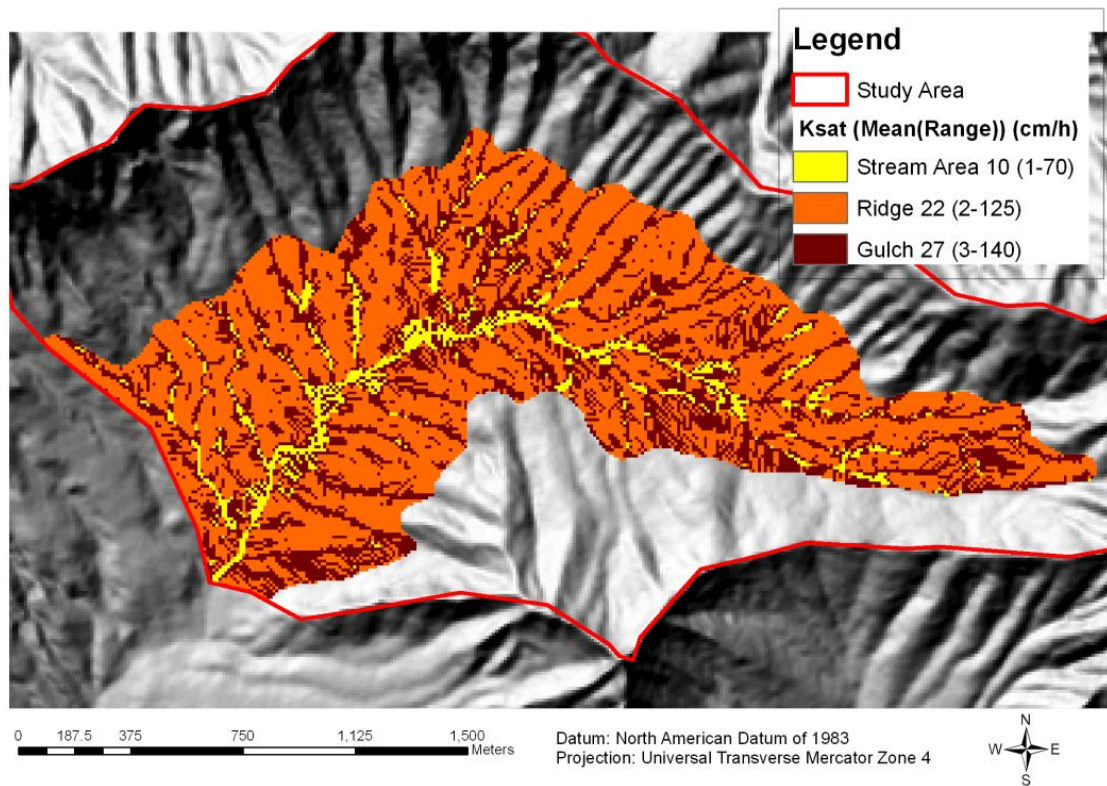 Legend
Study Area
Ksat (Mean(Range)) (cm/h)
Stream Area 10 (1-70)
Ridge 22 (2-125)
Gulch 27 (3-140)
0 187.5 375 750 1,125 1,500
Meters
Datum: North American Datum of 1983
Projection: Universal Transverse Mercator Zone 4
N
W E
S